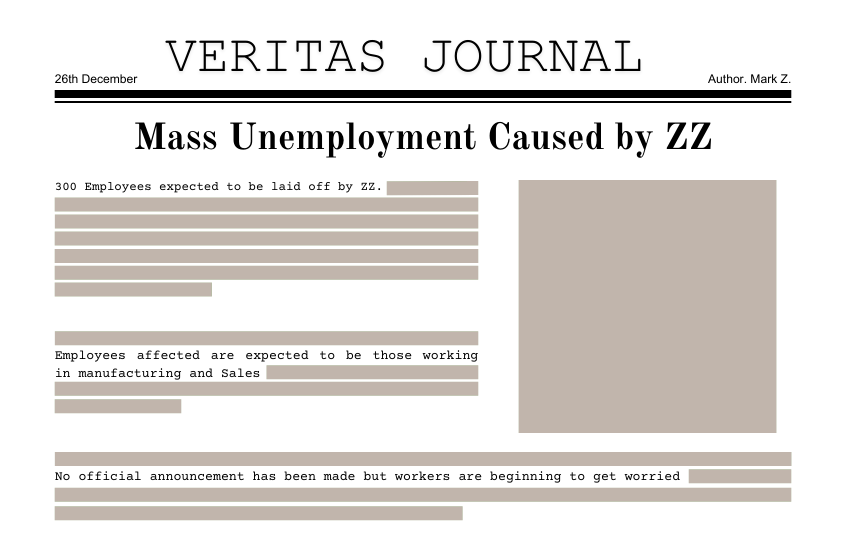 VERITAS JOURNAL
26th December
Author. Mark Z.
Mass Unemployment Caused by ZZ
300 Employees expected to be laid off by ZZ.
Employees affected are expected to be those working
in manufacturing and Sales
No official announcement has been made but workers are beginning to get worried